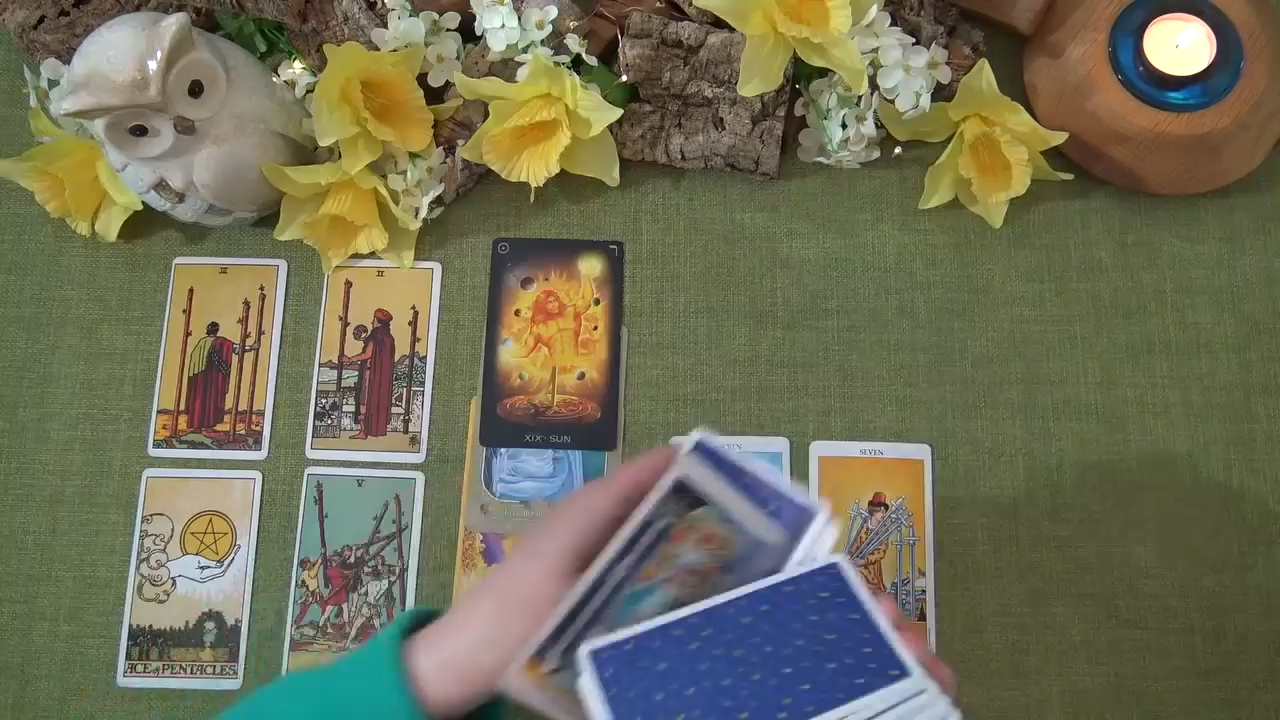 III
II
XIX·SUN
SEVEN
ACE of PENTACLES
V